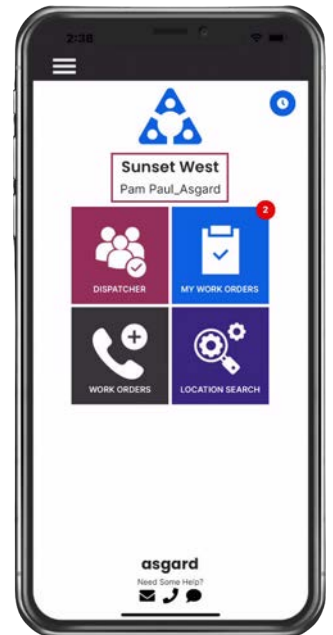 2:38
Sunset West
Pam Paul_Asgard
2
DISPATCHER
MY WORK ORDERS
WORK ORDERS
LOCATION SEARCH
asgard
Need Some Help?